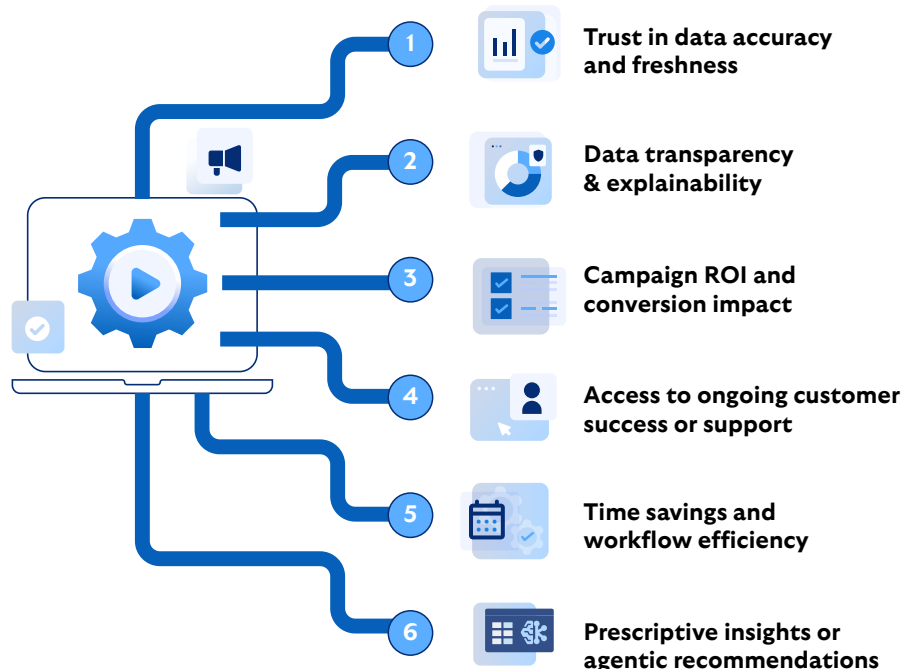 1
Trust in data accuracy
and freshness
2
Data transparency
& explainability
3
Campaign ROI and
conversion impact
4
Access to ongoing customer
success or support
5
Time savings and
workflow efficiency
6
Prescriptive insights or
agentic recommendations